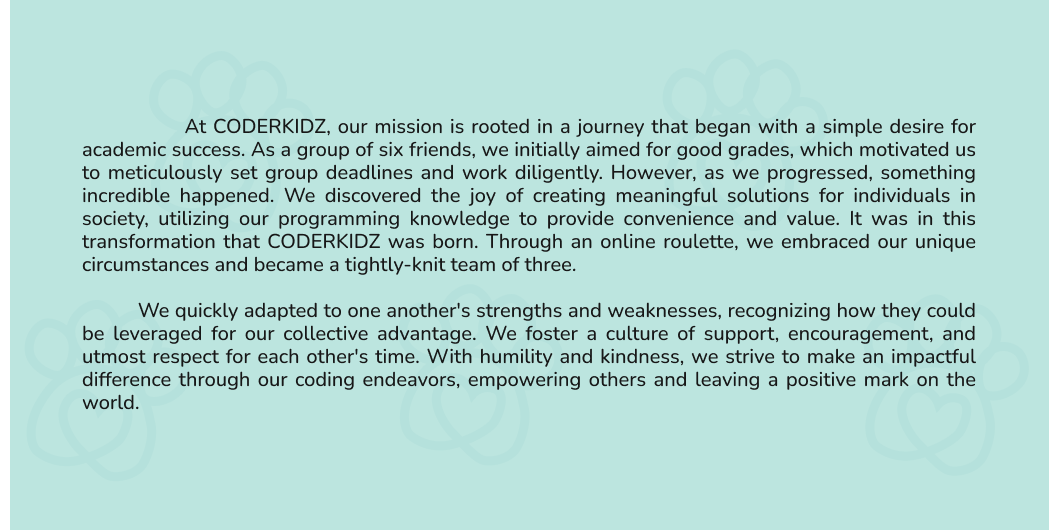 At CODERKIDZ, our mission is rooted in a journey that began with a simple desire for
academic success. As a group of six friends, we initially aimed for good grades, which motivated us
to meticulously set group deadlines and work diligently. However, as we progressed, something
incredible happened. We discovered the joy of creating meaningful solutions for individuals in
society, utilizing our programming knowledge to provide convenience and value. It was in this
transformation that CODERKIDZ was born. Through an online roulette, we embraced our unique
circumstances and became a tightly-knit team of three.
We quickly adapted to one another's strengths and weaknesses, recognizing how they could
be leveraged for our collective advantage. We foster a culture of support, encouragement, and
utmost respect for each other's time. With humility and kindness, we strive to make an impactful
difference through our coding endeavors, empowering others and leaving a positive mark on the
world.